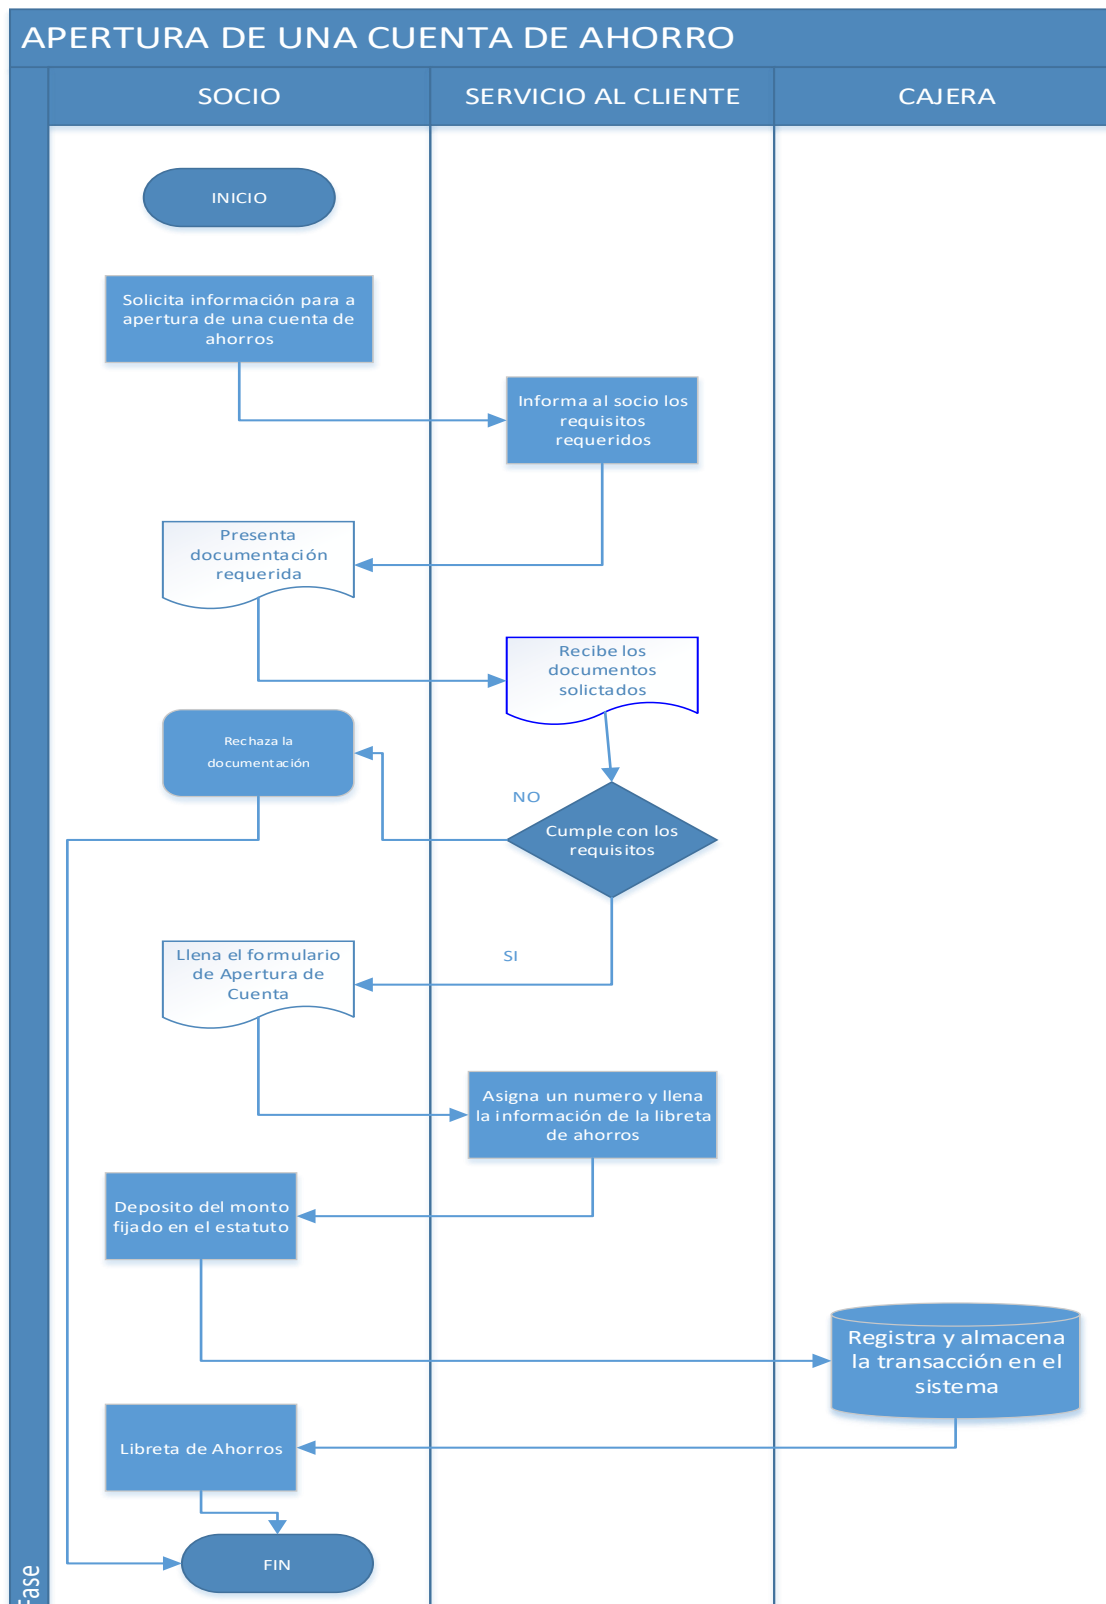 APERTURA DE UNA CUENTA DE AHORRO
SOCIO
SERVICIO AL CLIENTE
CAJERA
INICIO
Solicita información para a
apertura de una cuenta de
ahorros
Informa al socio los
requisitos
requeridos
Presenta
documentación
requerida
Recibe los
documentos
solictados
Rechaza la
documentación
NO
Cumple con los
requisitos
Llena el formulario
de Apertura de
Cuenta
SI
Asigna un numero y llena
la información de la libreta
de ahorros
Deposito del monto
fijado en el estatuto
Registra y almacena
la transacción en el
sistema
Libreta de Ahorros
FIN
Fase